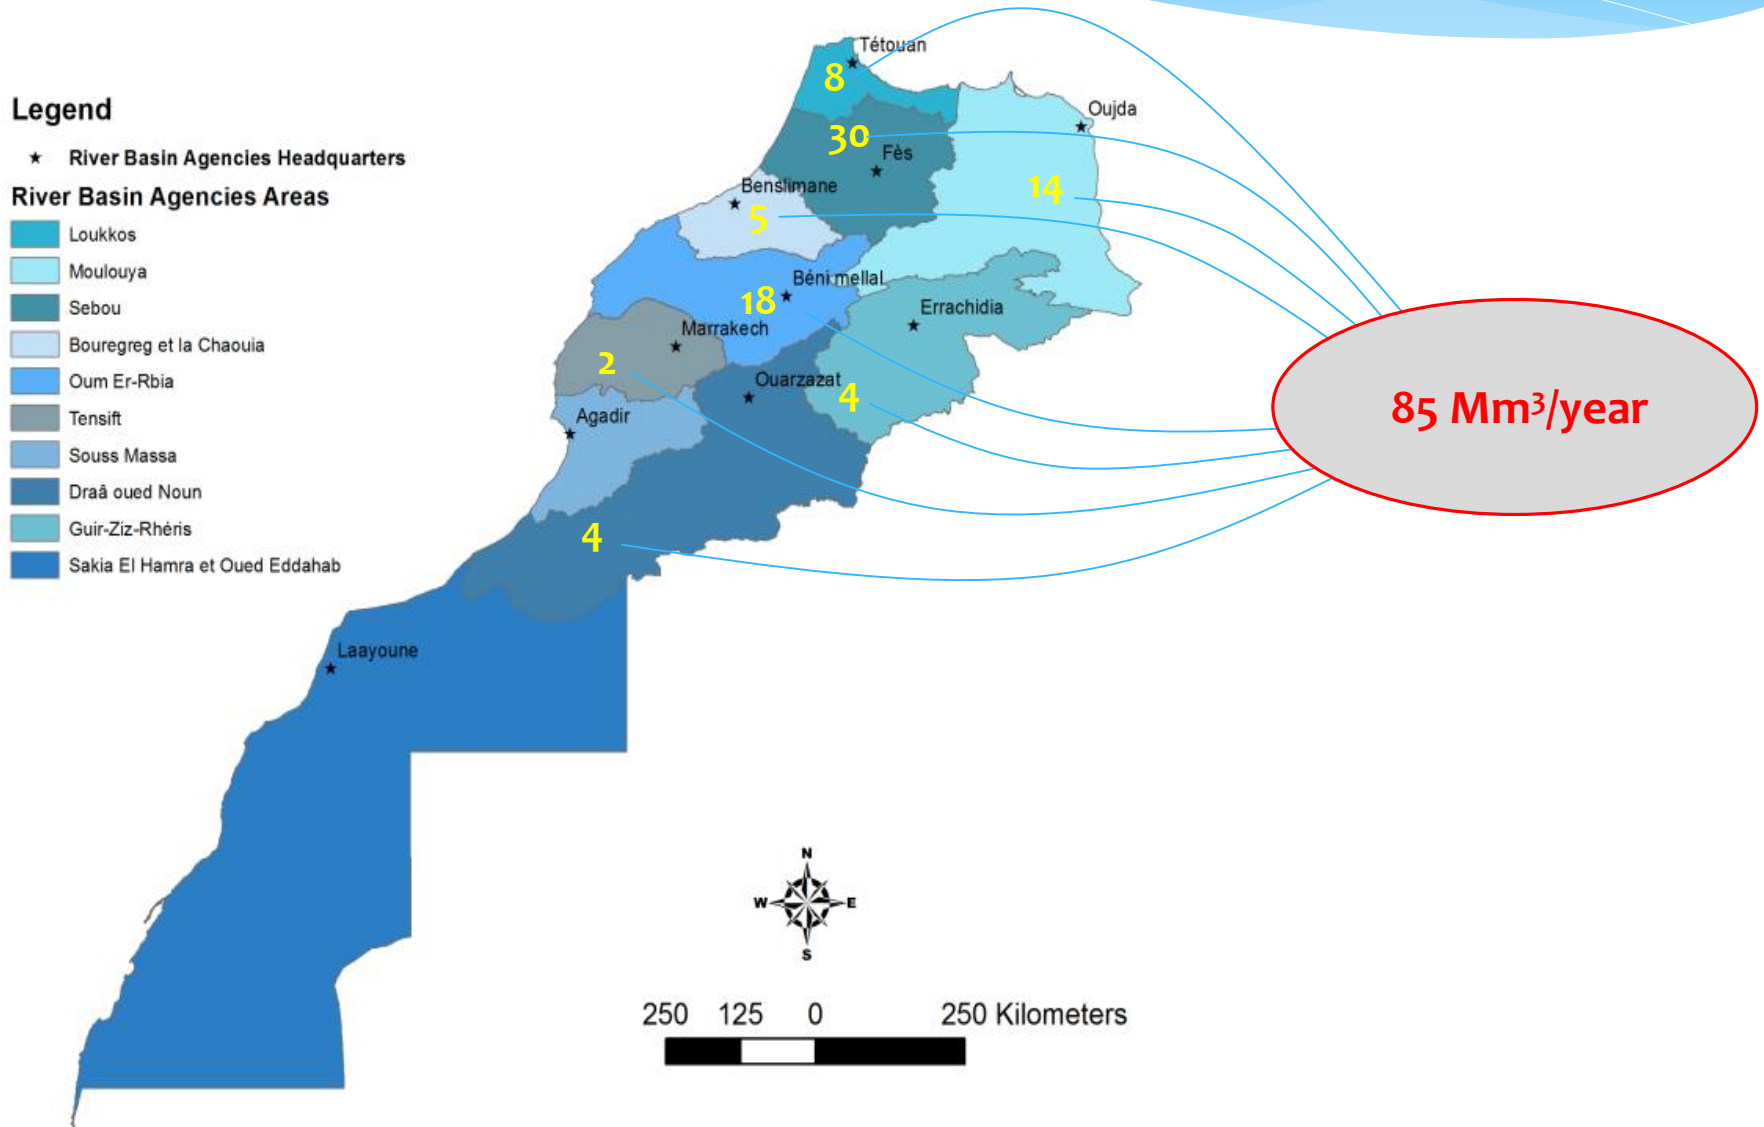 Legend
River Basin Agencies Headquarters
River Basin Agencies Areas
Loukkos
Moulouya
Sebou
Bouregreg et la Chaouia
Oum Er-Rbia
Tensift
Souss Massa
Draâ oued Noun
Guir-Ziz-Rhéris
Sakia El Hamra et Oued Eddahab
Tétouan
8
Oujda
30
Fès
14
Benslimane
5
Béni mellal
18
Errachidia
Marrakech
2
Ouarzazat
4
Agadir
4
Laayoune
85 Mm³/year
N
W E
S
250 125 0 250 Kilometers